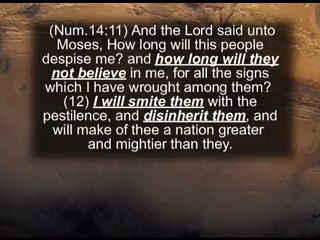 (Num.14:11) And the Lord said unto
Moses, How long will this people
despise me? and how long will they
not believe in me, for all the signs
which I have wrought among them?
(12) I will smite them with the
pestilence, and disinherit them, and
will make of thee a nation greater
and mightier than they.